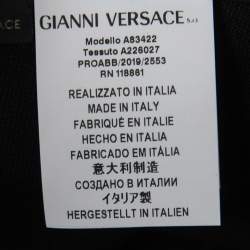 ACE
GIANNI VERSACE S.r.l.
Modello A83422
Tessuto A226027
PROABB/2019/2553
RN 118861
REALIZZATO IN ITALIA
MADE IN ITALY
FABRIQUÉ EN ITALIE
HECHO EN ITALIA
FABRICADO EM ITÁLIA
意大利制造
СОЗДАНО В ИТАЛИИ
イタリア製
HERGESTELLT IN ITALIEN